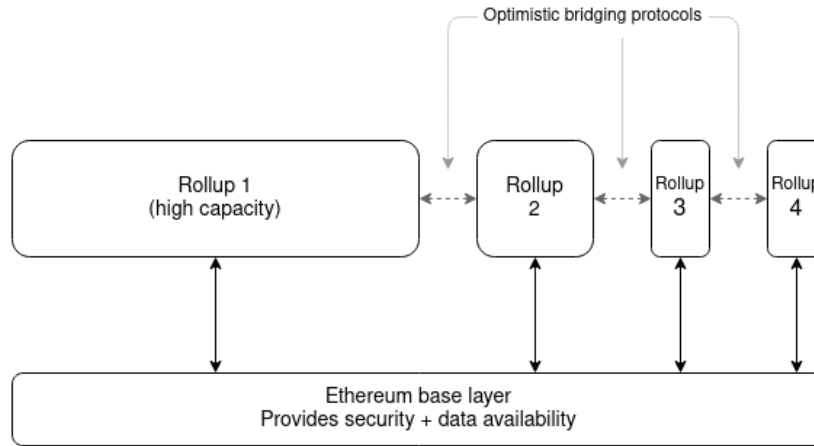 Optimistic bridging protocols
Rollup 1
(high capacity)
Rollup
2
Rollup
3
Rollup
4
Ethereum base layer
Provides security + data availability